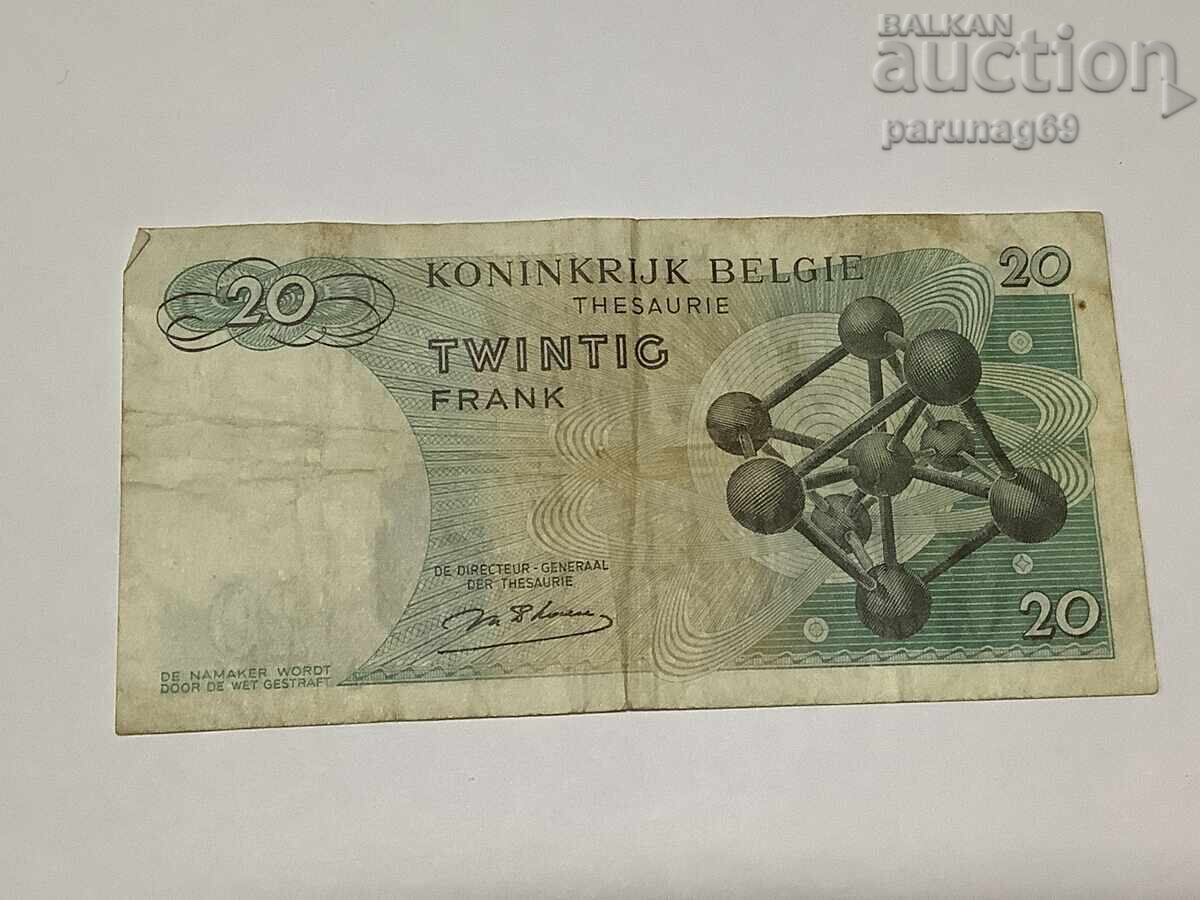 BALKAN
auction
parunag69
20
KONINKRIJK BELGIE
20
THESAURIE
TWINTIG
FRANK
DE DIRECTEUR-GENERAAL
DER THESAURIE
20
DE NAMAKER WORDT
DOOR DE WET GESTRAFT